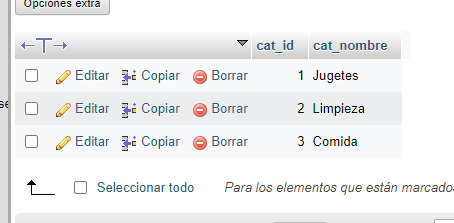 Opciones extra
cat_id cat_nombre
Editar Copiar Borrar 1 Jugetes
Editar Copiar Borrar 2 Limpieza
Editar Copiar Borrar 3 Comida
Seleccionar todo Para los elementos que están marcados